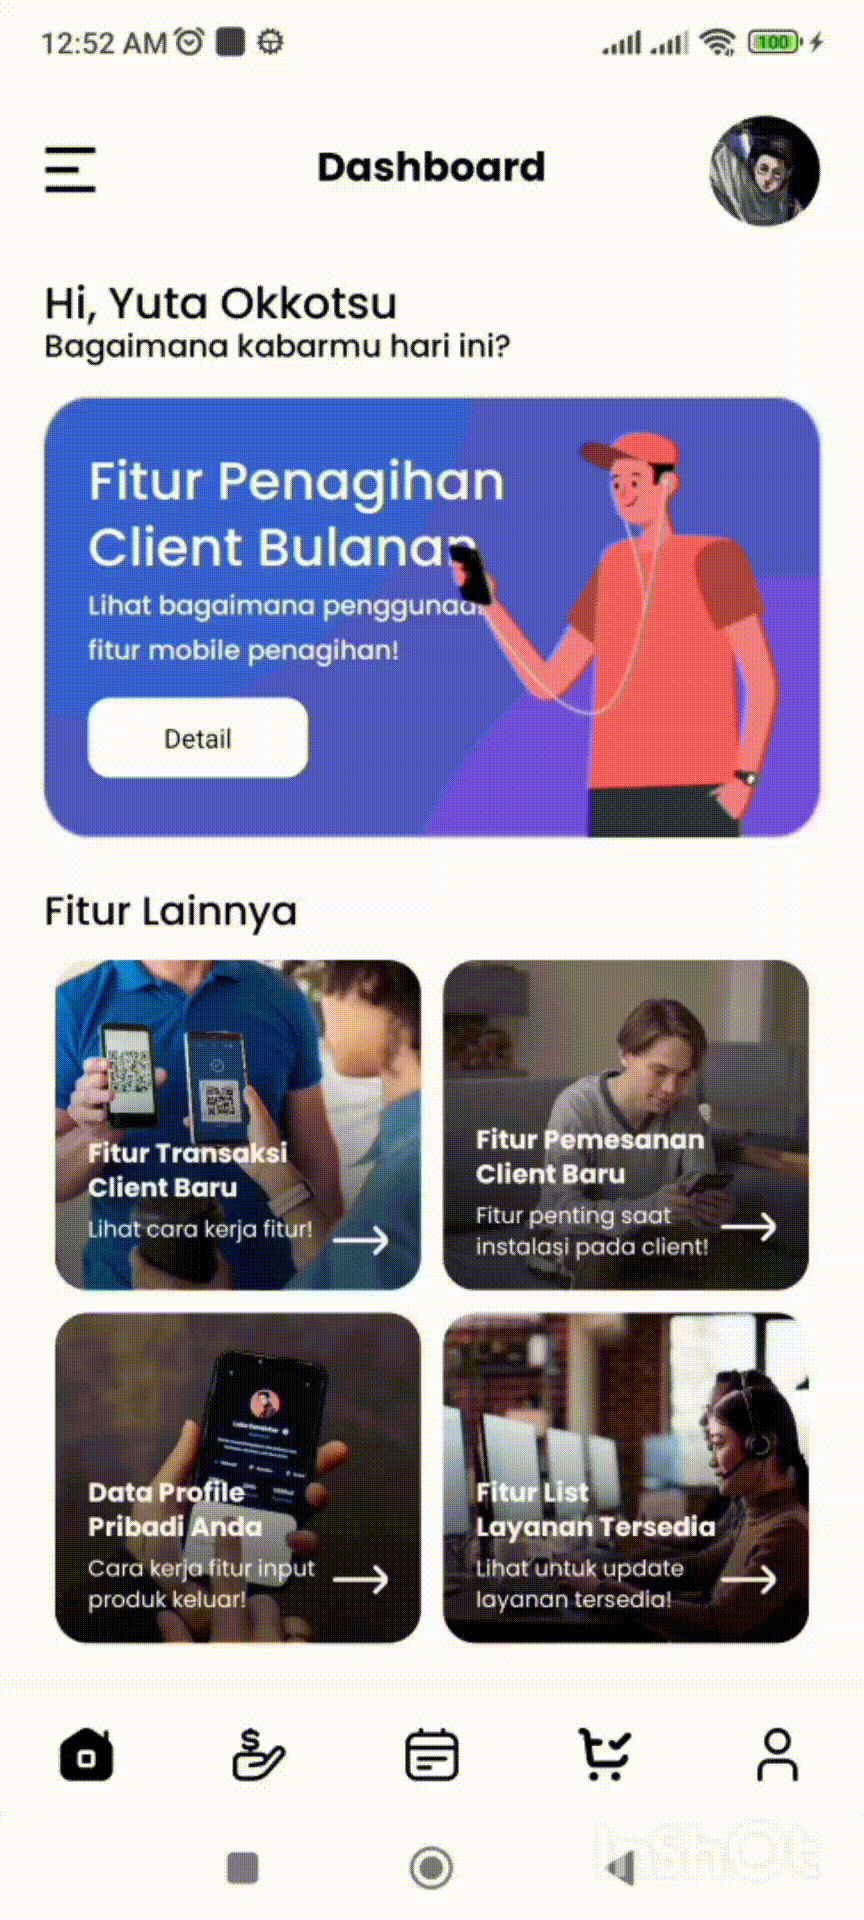 12:52 AM
100
Dashboard
Hi, Yuta Okkotsu
Bagaimana kabarmu hari ini?
Fitur Penagihan
Client Bulanan
Lihat bagaimana penggunaan
fitur mobile penagihan!
Detail
Fitur Lainnya
Fitur Transaksi
Client Baru
Lihat cara kerja fitur!
Fitur Pemesanan
Client Baru
Fitur penting saat
instalasi pada client!
Data Profile
Pribadi Anda
Cara kerja fitur input
produk keluar!
Fitur List
Layanan Tersedia
Lihat untuk update
layanan tersedia!
InShOt